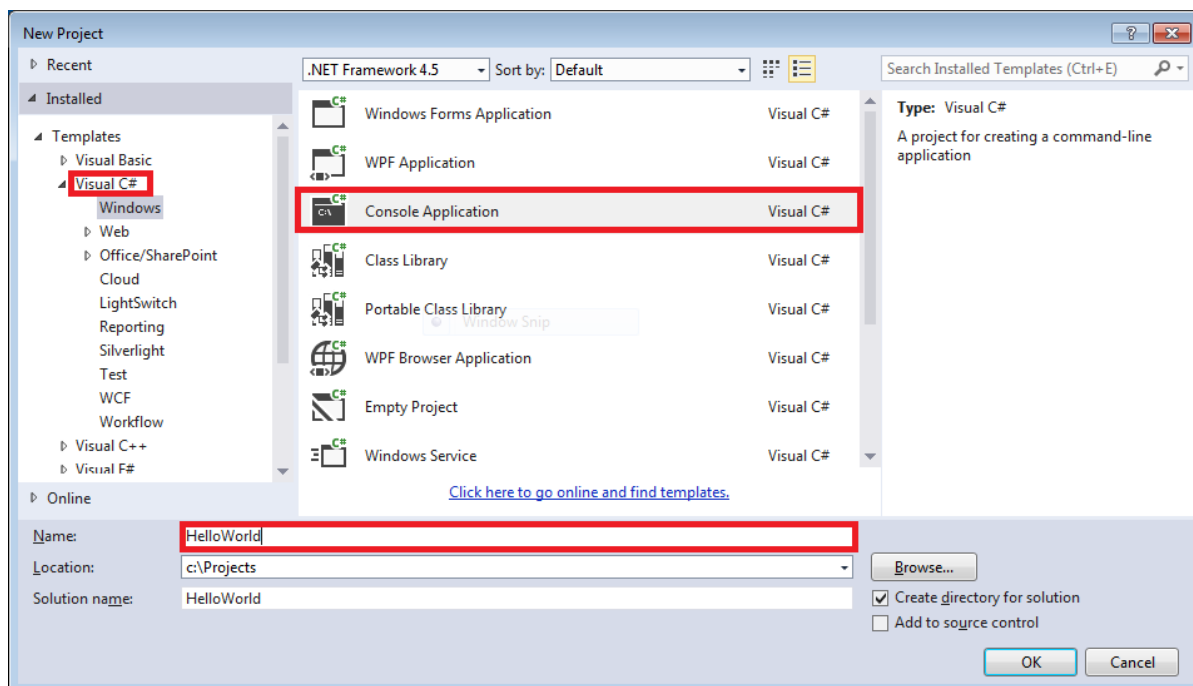 New Project
Recent
.NET Framework 4.5
Sort by: Default
Search Installed Templates (Ctrl+E)
Installed
Templates
Visual Basic
Visual C#
Windows
Web
Office/SharePoint
Cloud
LightSwitch
Reporting
Silverlight
Test
WCF
Workflow
Visual C++
Visual F#
Online
Windows Forms Application Visual C#
WPF Application Visual C#
Console Application Visual C#
Class Library Visual C#
Portable Class Library Visual C#
Window Snip
WPF Browser Application Visual C#
Empty Project Visual C#
Windows Service Visual C#
Click here to go online and find templates.
Type: Visual C#
A project for creating a command-line
application
Name: HelloWorld
Location: c:\Projects
Browse...
Solution name: HelloWorld
Create directory for solution
Add to source control
OK Cancel